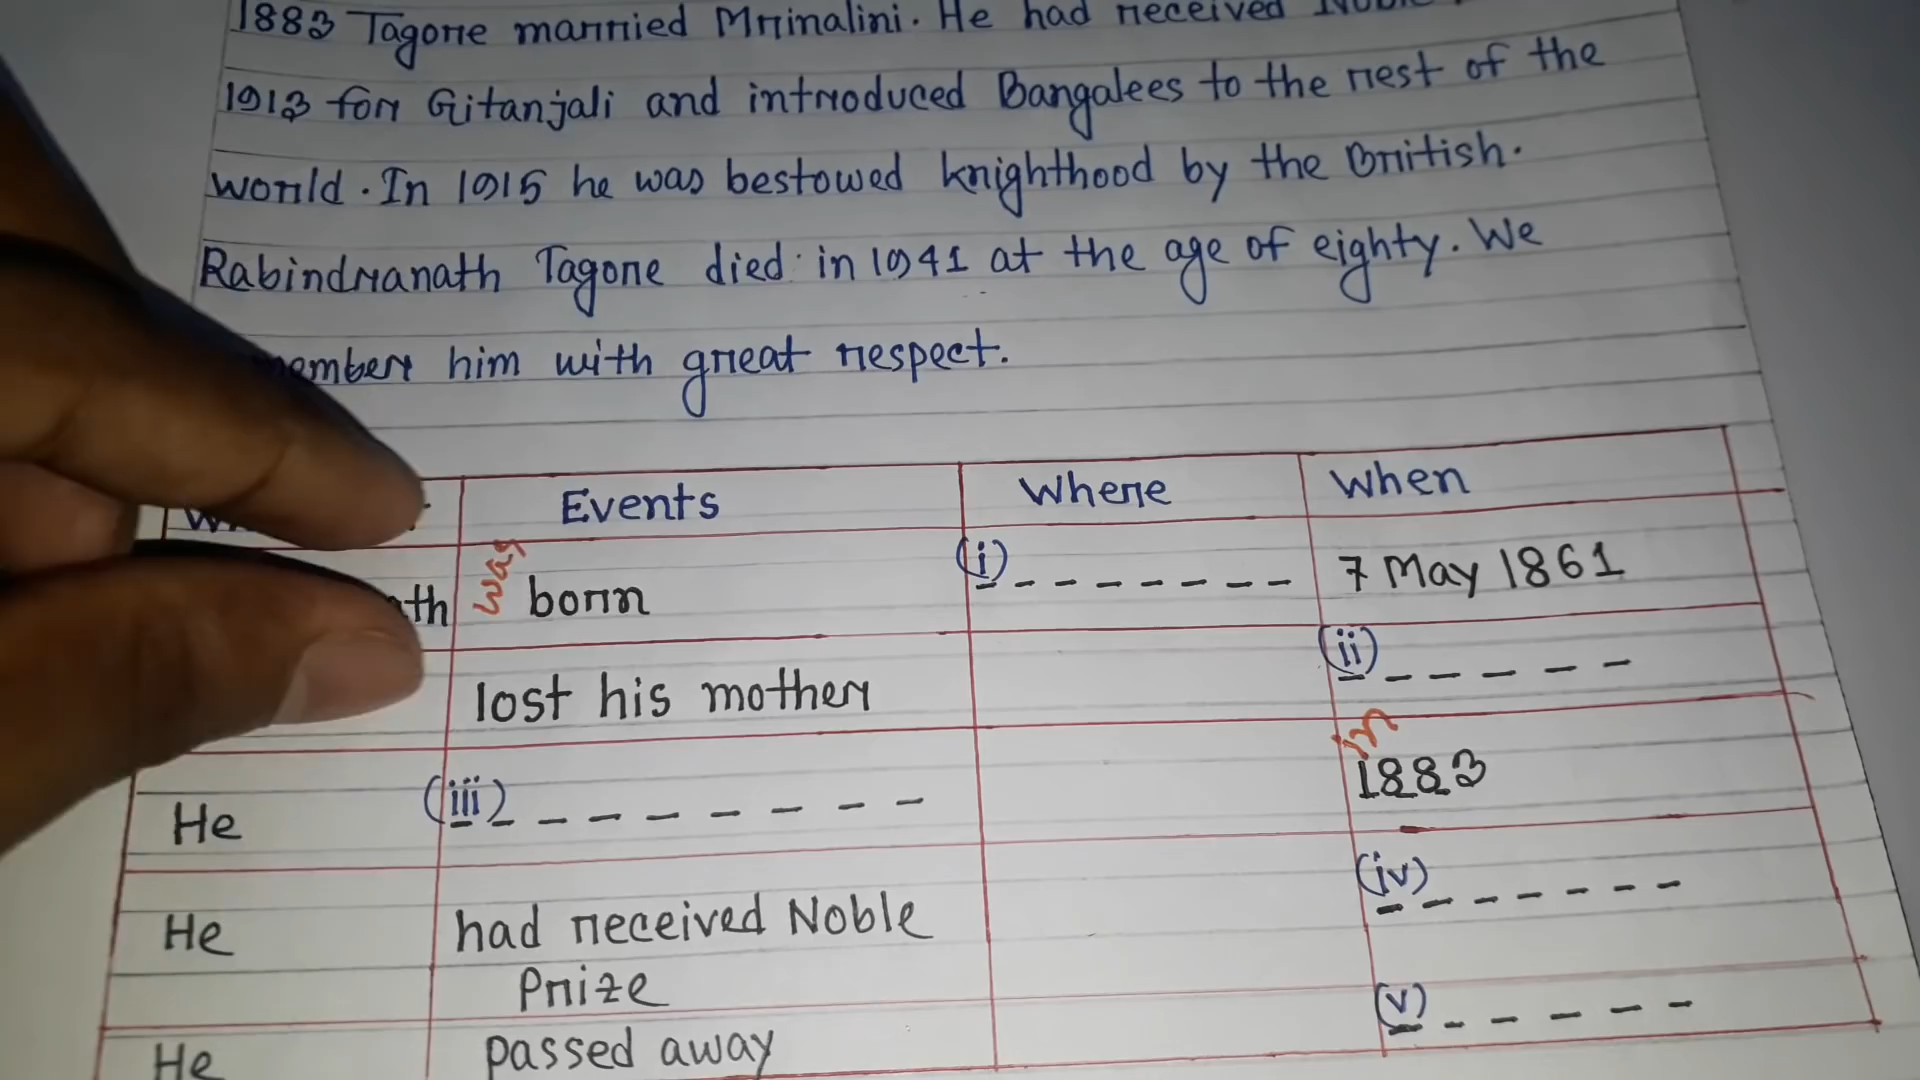 1883 Tagore married Mrinalini. He had received Noble
1913 for Gitanjali and introduced Bangalees to the rest of the
world. In 1915 he was bestowed knighthood by the British.
Rabindranath Tagore died in 1941 at the age of eighty. We
member him with great respect.
Events Where When
th was born (i) _ _ _ _ _ _ _ 7 May 1861
lost his mother (ii) _ _ _ _ _ _
He (iii) _ _ _ _ _ _ _ _ in 1883
He had received Noble (iv) _ _ _ _ _ _ _
Prize
He passed away (v) _ _ _ _ _ _